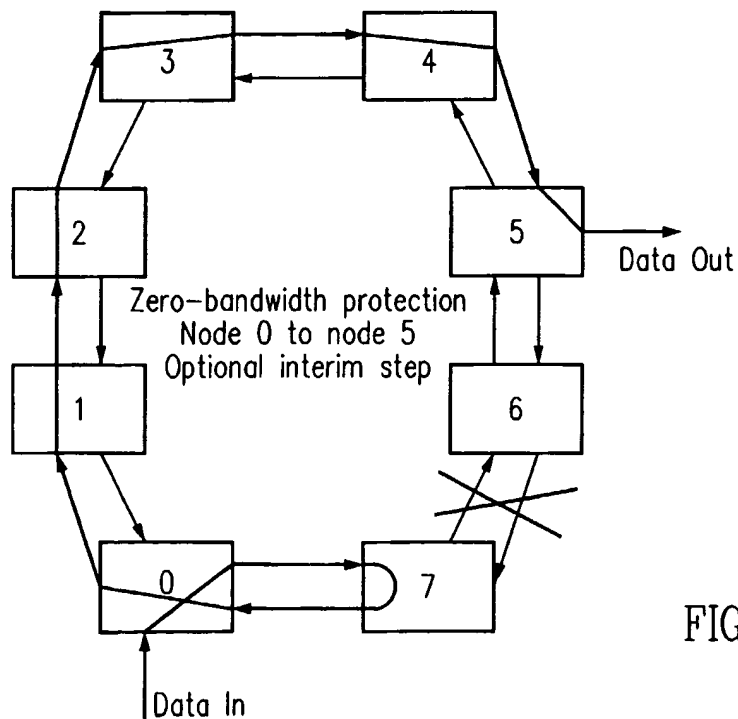 3
4
2
5
Data Out
Zero-bandwidth protection
Node 0 to node 5
Optional interim step
1
6
0
7
FIG
Data In